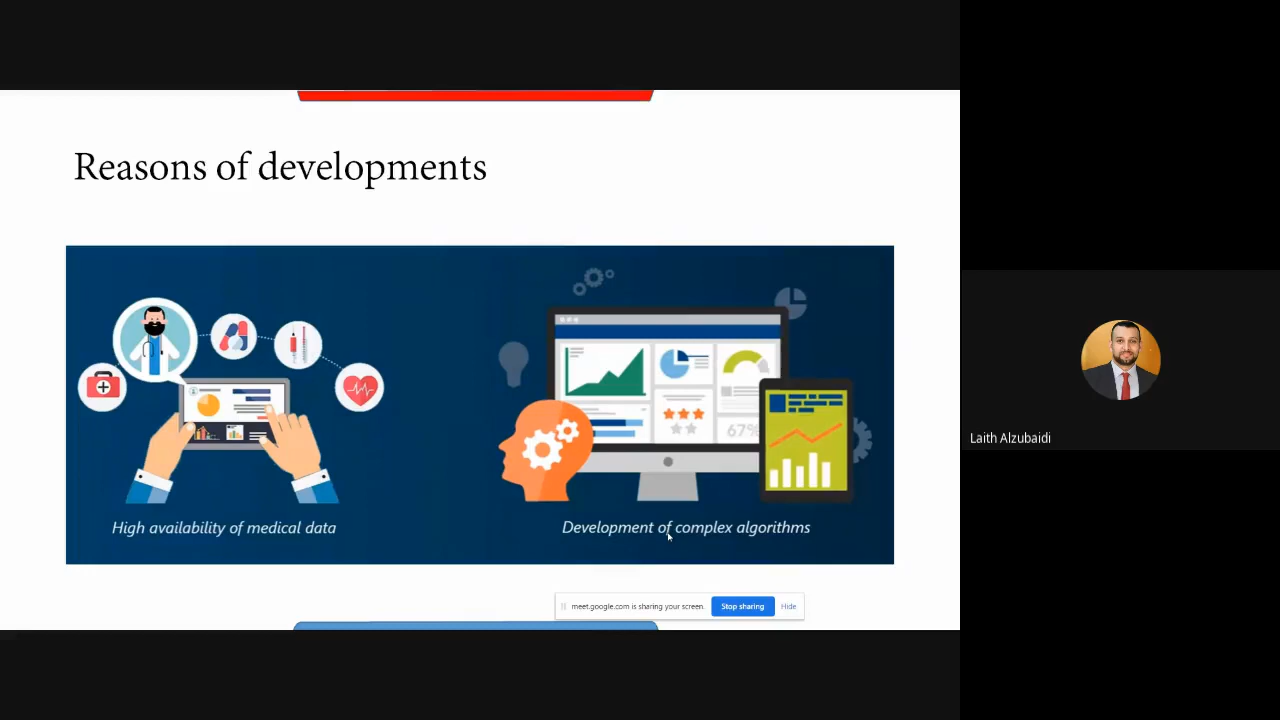 Reasons of developments
67%
High availability of medical data
Development of complex algorithms
meet.google.com is sharing your screen.
Stop sharing
Hide
Laith Alzubaidi